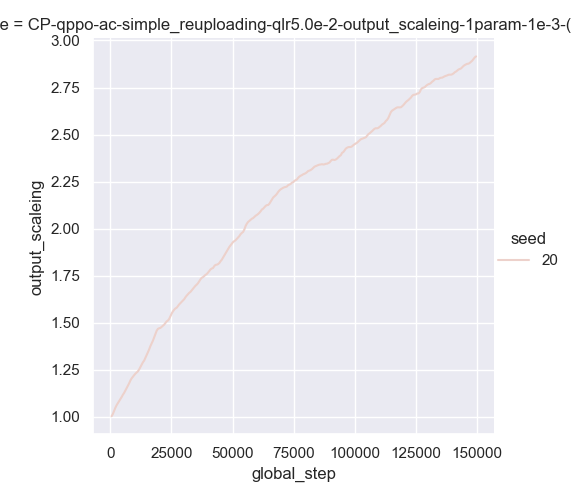 e = CP-qppo-ac-simple_reuploading-qlr5.0e-2-output_scaleing-1param-1e-3-(
3.00
2.75
2.50
2.25
2.00
1.75
1.50
1.25
1.00
output_scaleing
0 25000 50000 75000 100000 125000 150000
global_step
seed
20